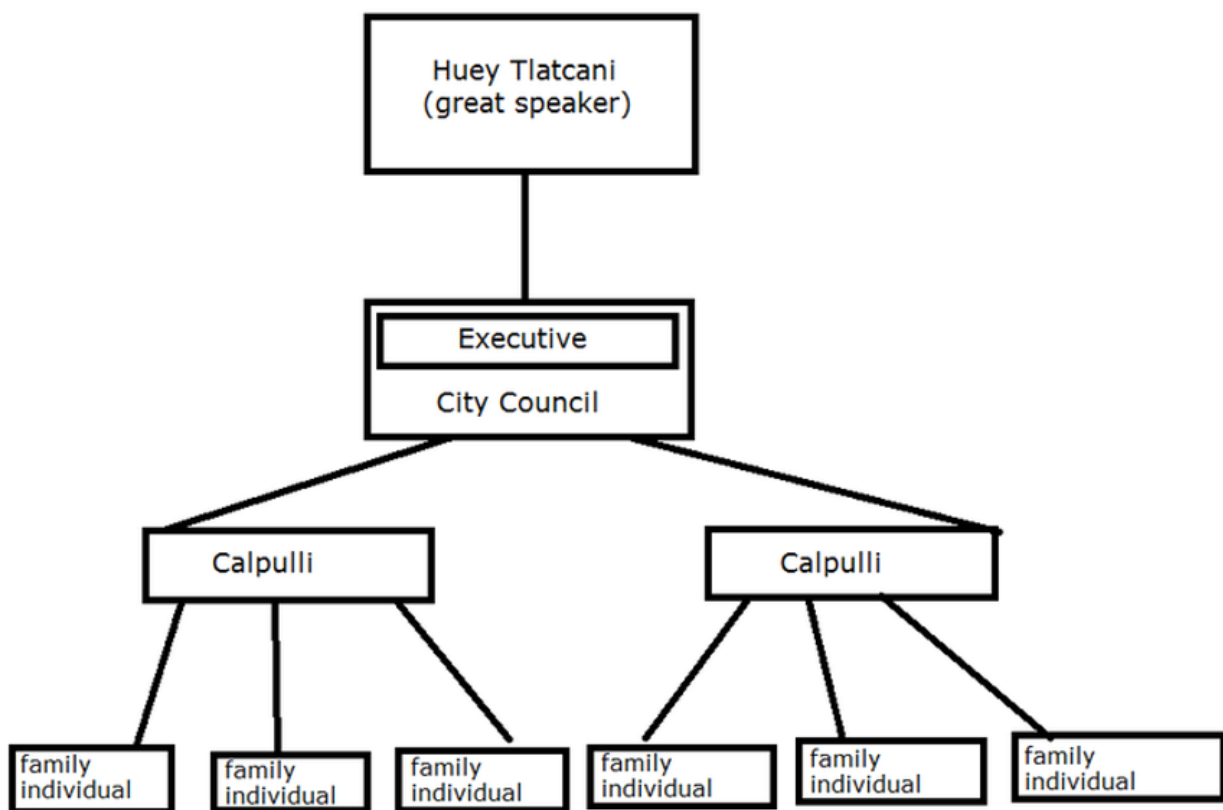 Huey Tlatcani
(great speaker)
Executive
City Council
Calpulli
Calpulli
family
individual
family
individual
family
individual
family
individual
family
individual
family
individual